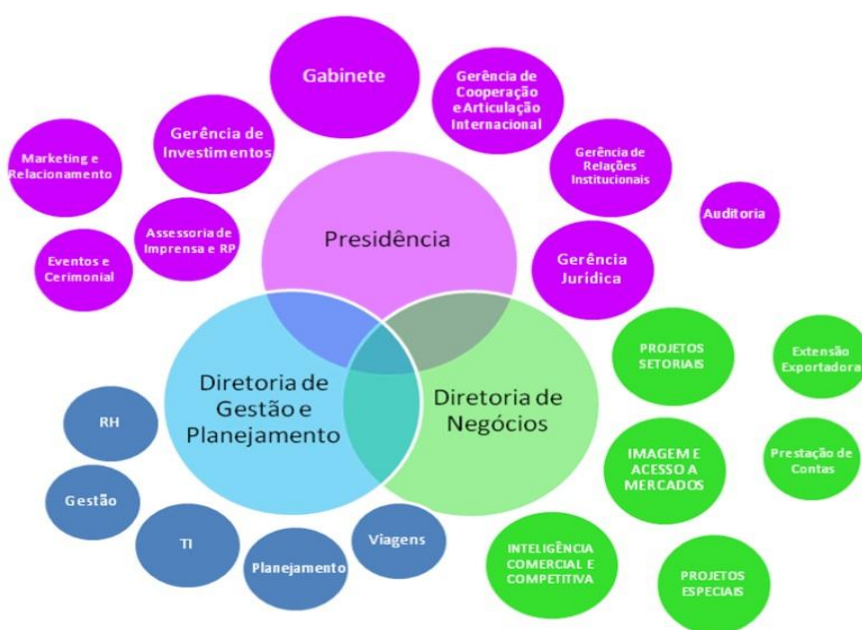 Gabinete
Gerência de
Cooperação
e Articulação
Internacional
Gerência de
Investimentos
Marketing e
Relacionamento
Gerência de
Relações
Institucionais
Auditoria
Assessoria de
Imprensa e RP
Eventos e
Cerimonial
Presidência
Gerência
Jurídica
PROJETOS
SETORIAIS
Extensão
Exportadora
Diretoria de
Gestão e
Planejamento
Diretoria de
Negócios
RH
Gestão
TI
Planejamento
Viagens
IMAGEM E
ACESSO A
MERCADOS
Prestação de
Contas
INTELIGÊNCIA
COMERCIAL E
COMPETITIVA
PROJETOS
ESPECIAIS